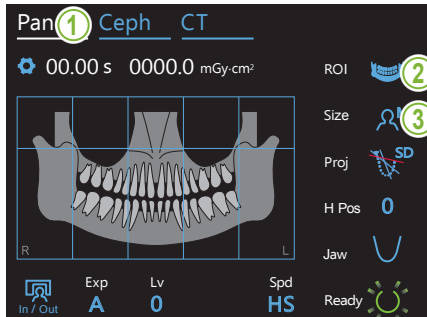 Pan 1 Ceph CT
00.00 s 0000.0 mGy·cm²
ROI 2
Size 3
Proj SD
H Pos 0
R L Jaw
Exp Lv Spd
In / Out A 0 HS Ready